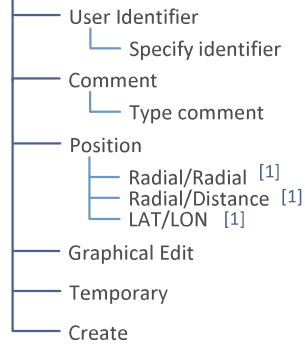 User Identifier
Specify identifier
Comment
Type comment
Position
Radial/Radial [1]
Radial/Distance [1]
LAT/LON [1]
Graphical Edit
Temporary
Create